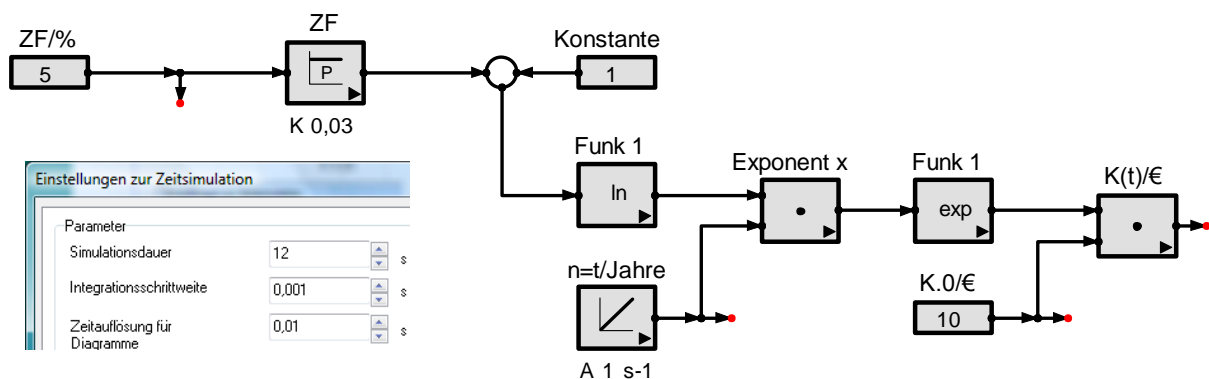 ZF/%
5
ZF
P
K 0,03
Konstante
1
Funk 1
ln
Exponent x
Funk 1
exp
K(t)/€
n=t/Jahre
A 1 s-1
K.0/€
10
Einstellungen zur Zeitsimulation
Parameter
Simulationsdauer 12 s
Integrationsschrittweite 0,001 s
Zeitauflösung für 0,01 s
Diagramme